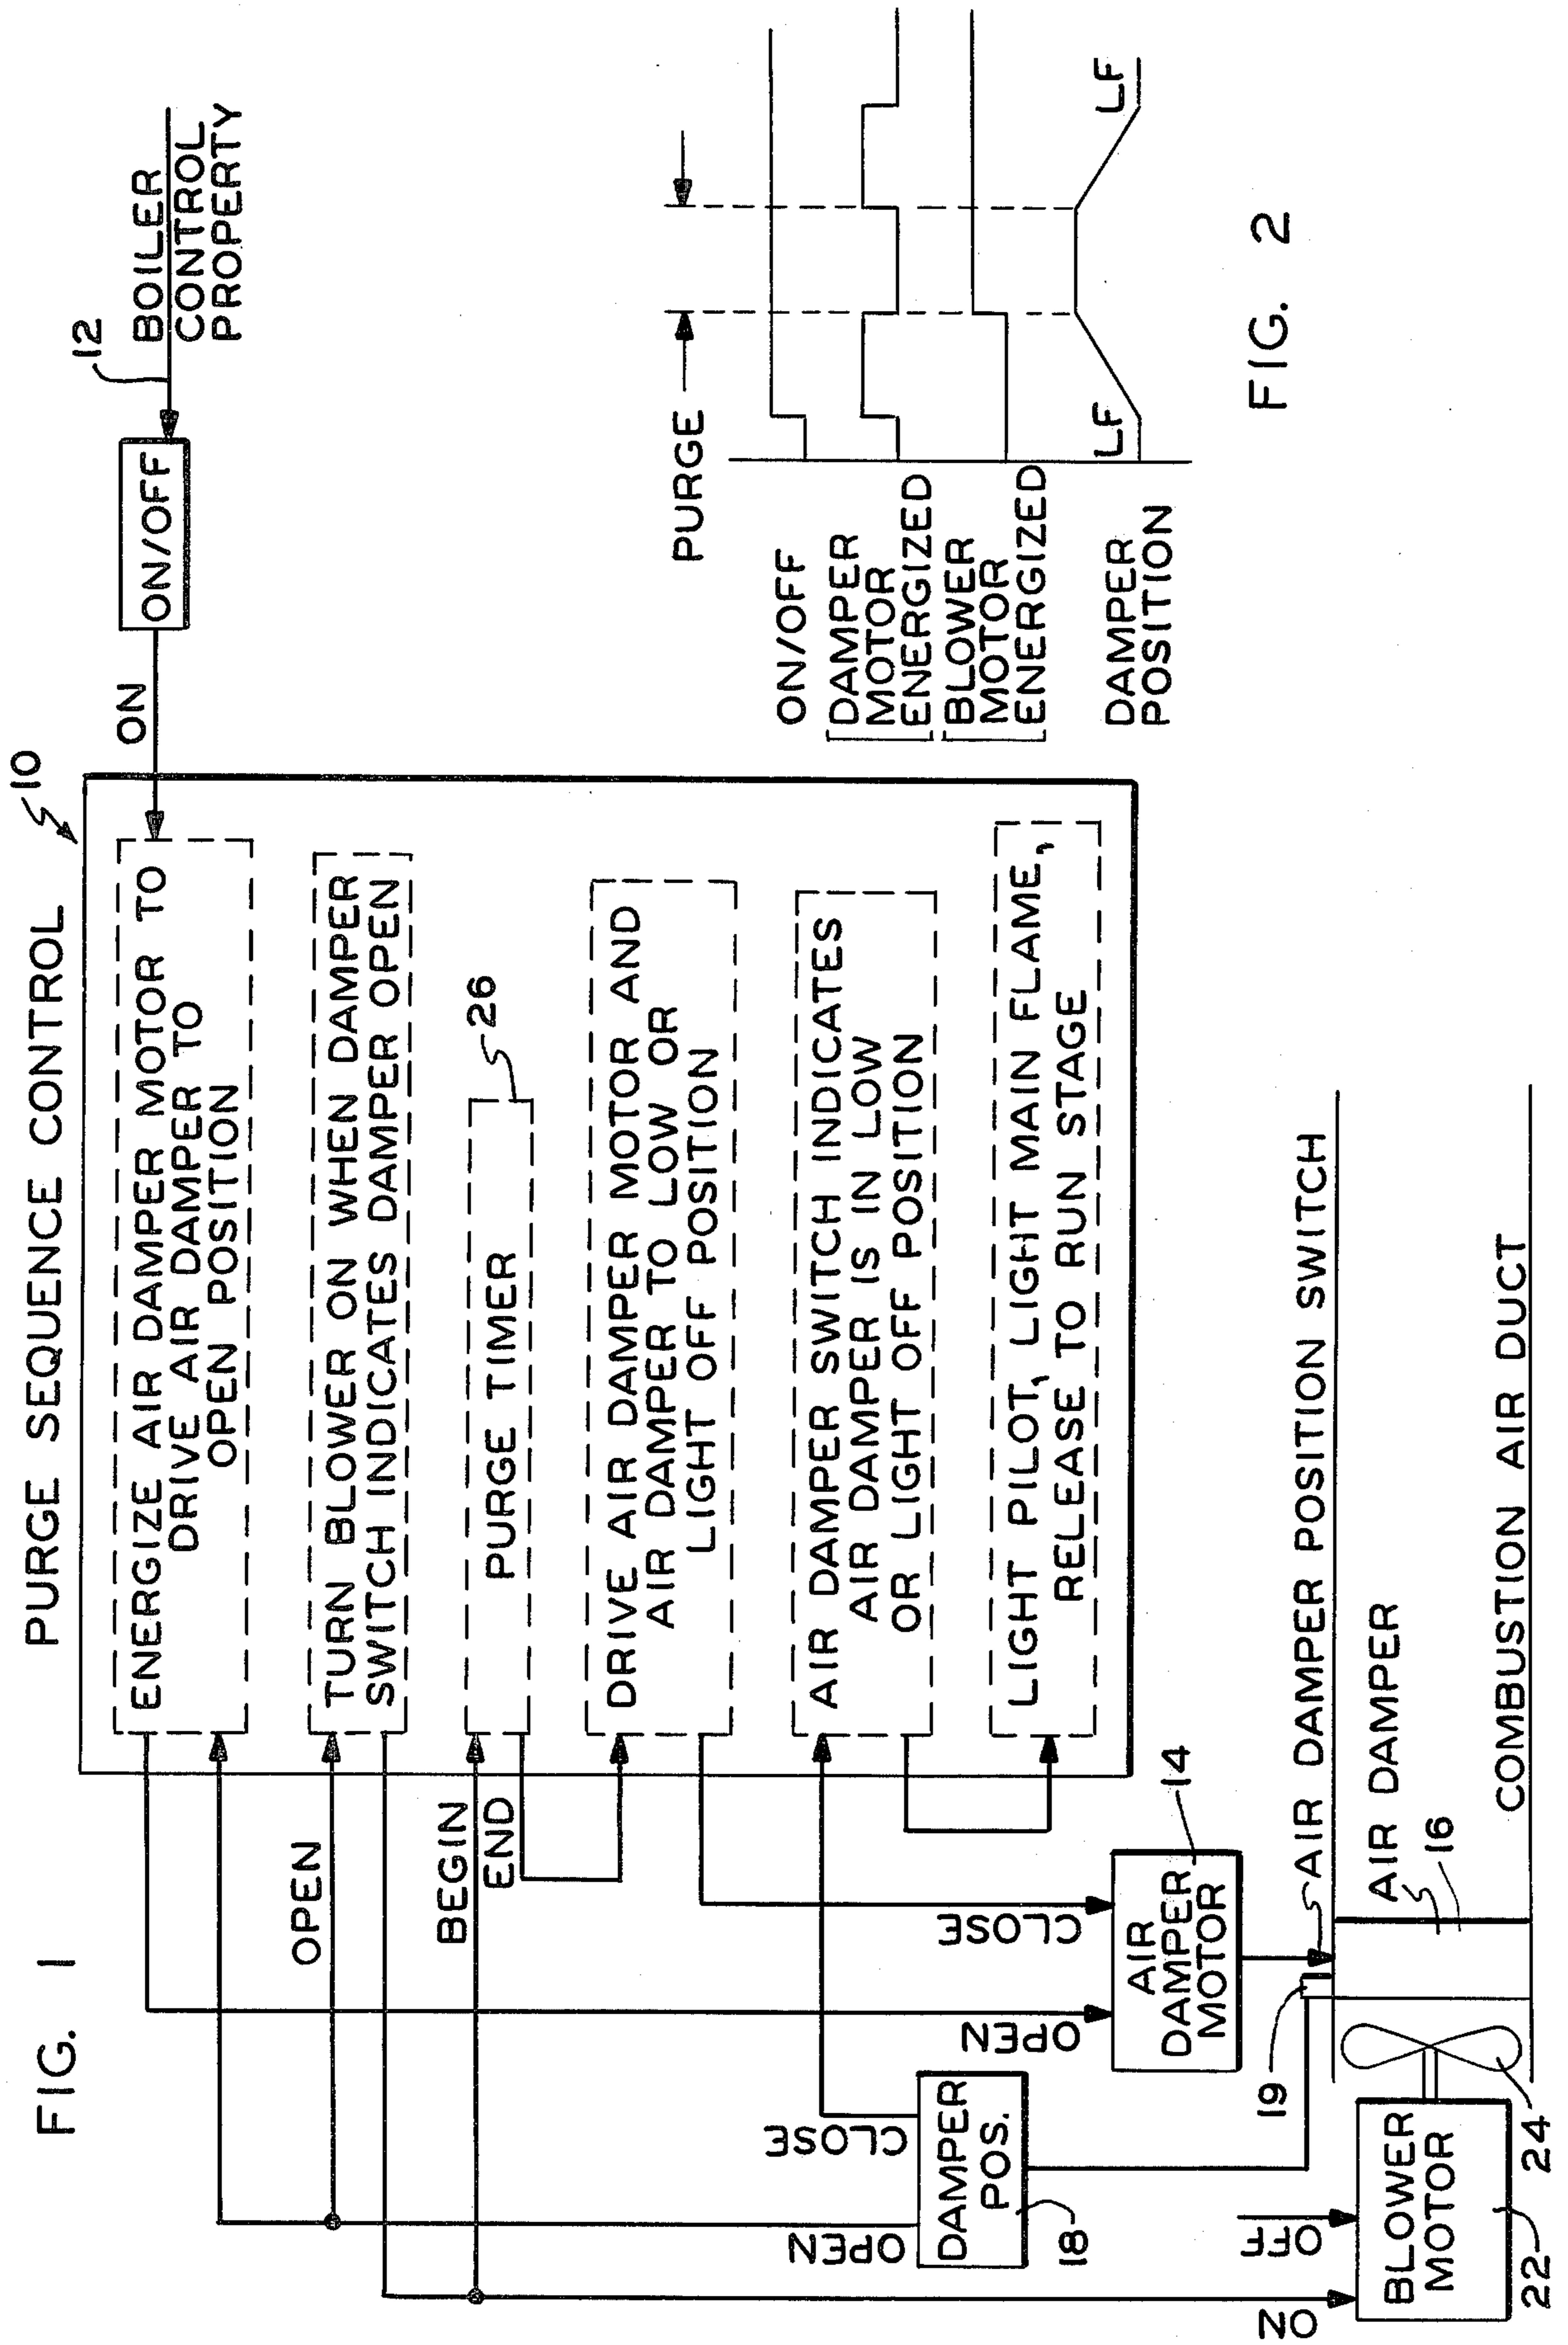 FIG. 1
PURGE SEQUENCE CONTROL
10
ENERGIZE AIR DAMPER MOTOR TO
DRIVE AIR DAMPER TO
OPEN POSITION
ON
ON/OFF
12
BOILER
CONTROL
PROPERTY
OPEN
TURN BLOWER ON WHEN DAMPER
SWITCH INDICATES DAMPER OPEN
BEGIN
END
PURGE TIMER
26
DRIVE AIR DAMPER MOTOR AND
AIR DAMPER TO LOW OR
LIGHT OFF POSITION
AIR DAMPER SWITCH INDICATES
AIR DAMPER IS IN LOW
OR LIGHT OFF POSITION
LIGHT PILOT, LIGHT MAIN FLAME,
RELEASE TO RUN STAGE
OPEN
CLOSE
DAMPER
POS.
18
OPEN
CLOSE
AIR
DAMPER
MOTOR
14
ON
OFF
BLOWER
MOTOR
22
24
19
AIR DAMPER POSITION SWITCH
AIR DAMPER
16
COMBUSTION AIR DUCT
PURGE
ON/OFF
DAMPER
MOTOR
ENERGIZED
BLOWER
MOTOR
ENERGIZED
DAMPER
POSITION
LF
LF
FIG. 2